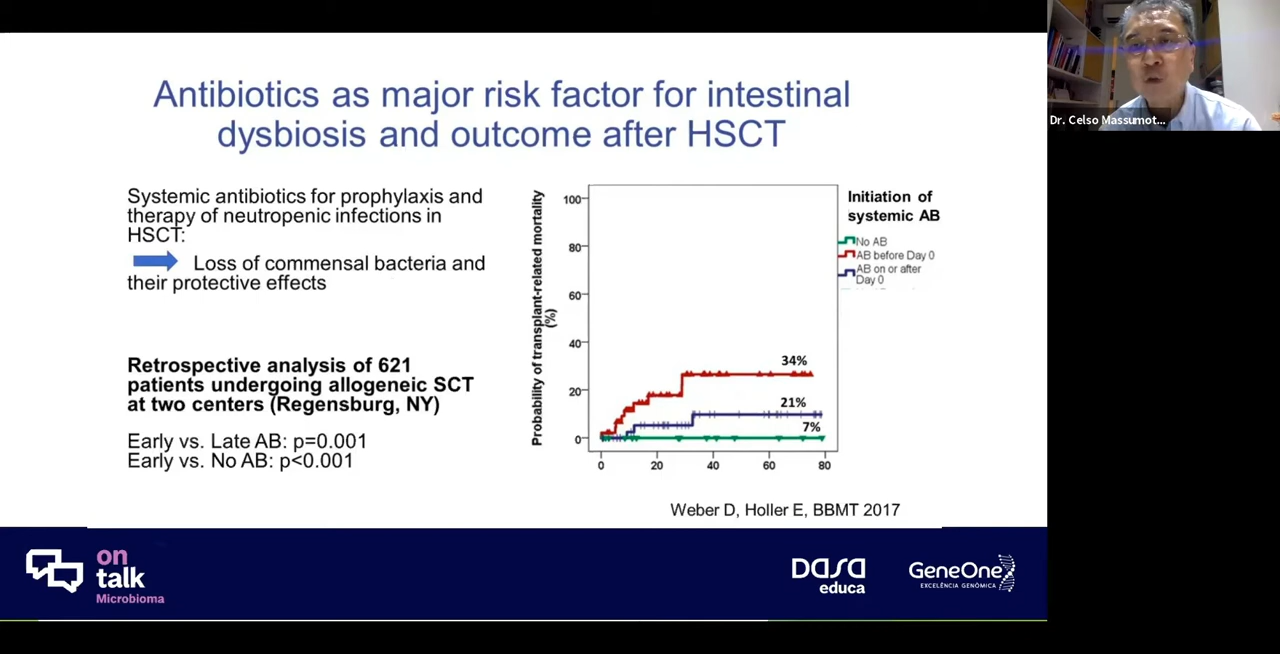 Antibiotics as major risk factor for intestinal
dysbiosis and outcome after HSCT
Systemic antibiotics for prophylaxis and
therapy of neutropenic infections in
HSCT:
Loss of commensal bacteria and
their protective effects
Retrospective analysis of 621
patients undergoing allogeneic SCT
at two centers (Regensburg, NY)
Early vs. Late AB: p=0.001
Early vs. No AB: p<0.001
Probability of transplant-related mortality
(%)
100
80
60
40
20
0
0 20 40 60 80
34%
21%
7%
Initiation of
systemic AB
No AB
AB before Day 0
AB on or after
Day 0
Weber D, Holler E, BBMT 2017
on
talk
Microbioma
DASA
educa
GeneOne
EXCELÊNCIA GENÔMICA
Dr. Celso Massumot...